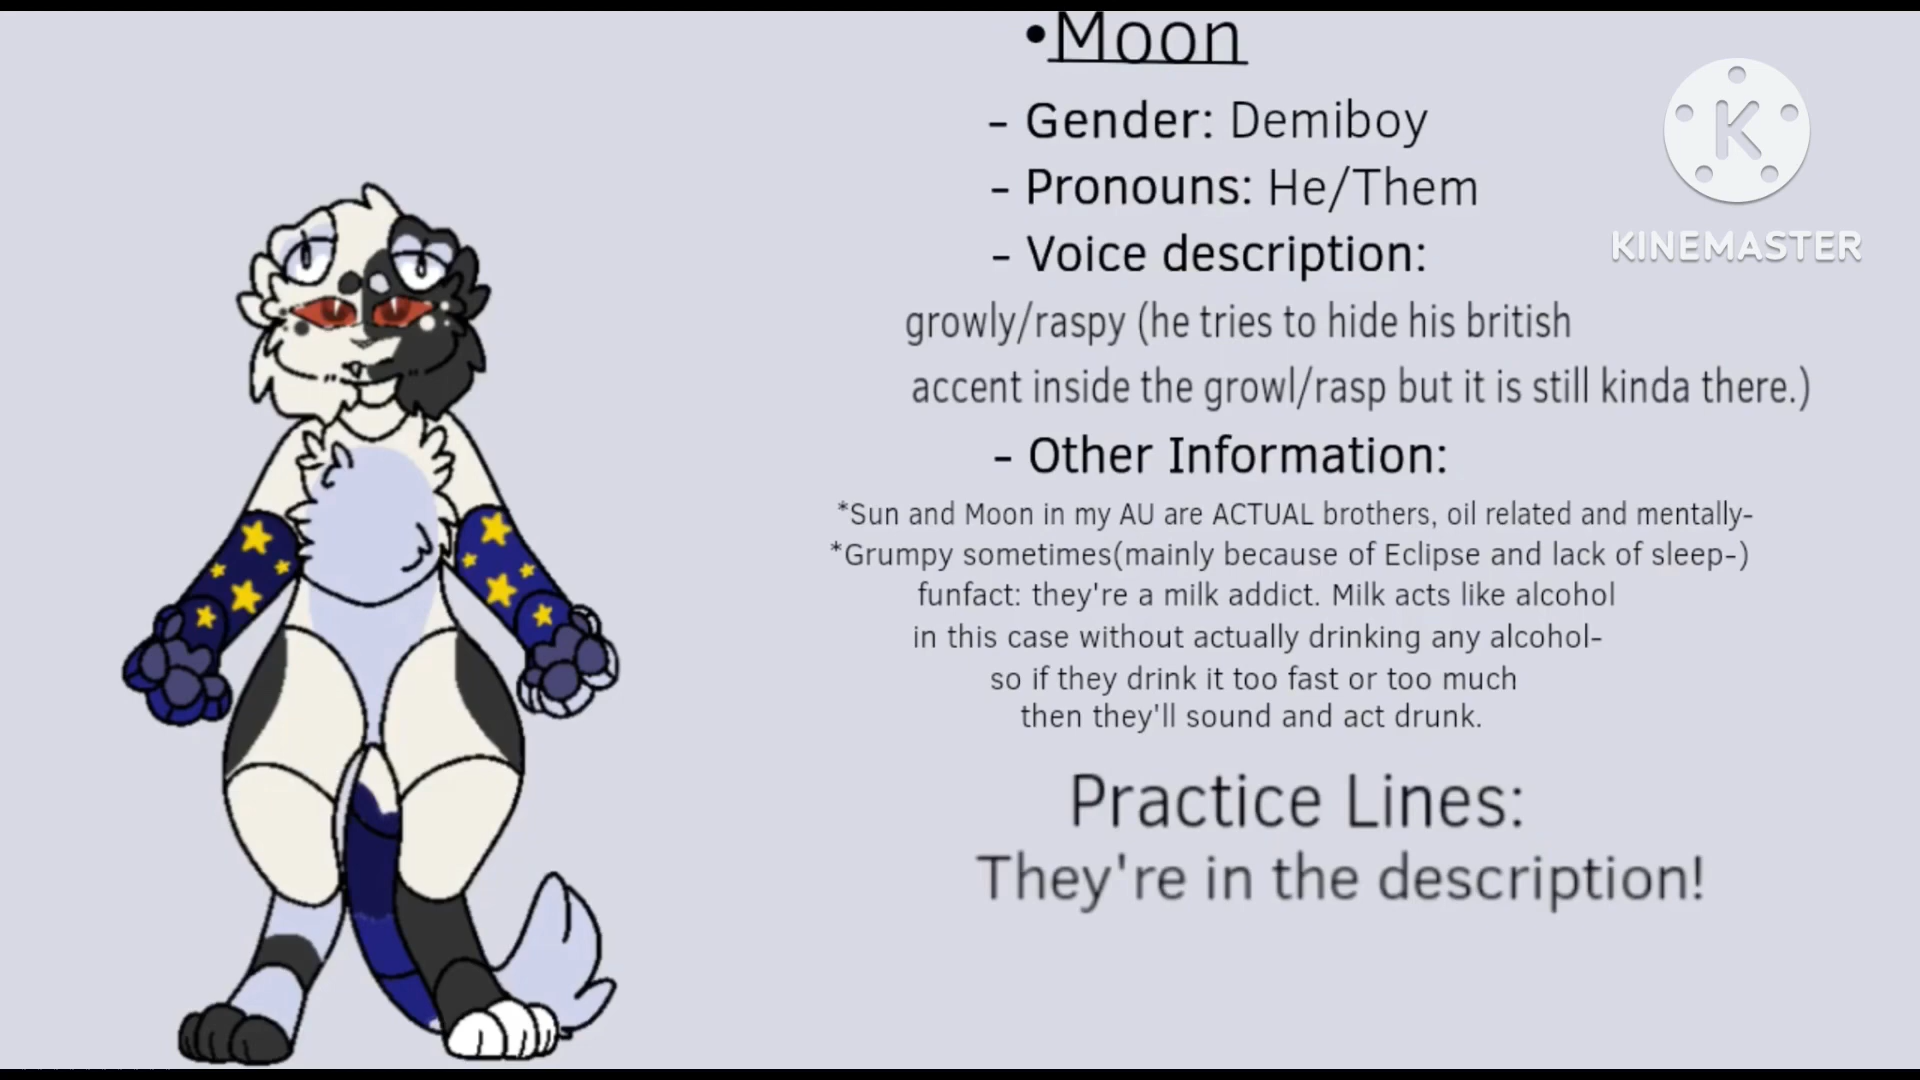 •Moon
- Gender: Demiboy
- Pronouns: He/Them
- Voice description:
growly/raspy (he tries to hide his british
accent inside the growl/rasp but it is still kinda there.)
- Other Information:
*Sun and Moon in my AU are ACTUAL brothers, oil related and mentally-
*Grumpy sometimes(mainly because of Eclipse and lack of sleep-)
funfact: they're a milk addict. Milk acts like alcohol
in this case without actually drinking any alcohol-
so if they drink it too fast or too much
then they'll sound and act drunk.
Practice Lines:
They're in the description!
K
KINEMASTER